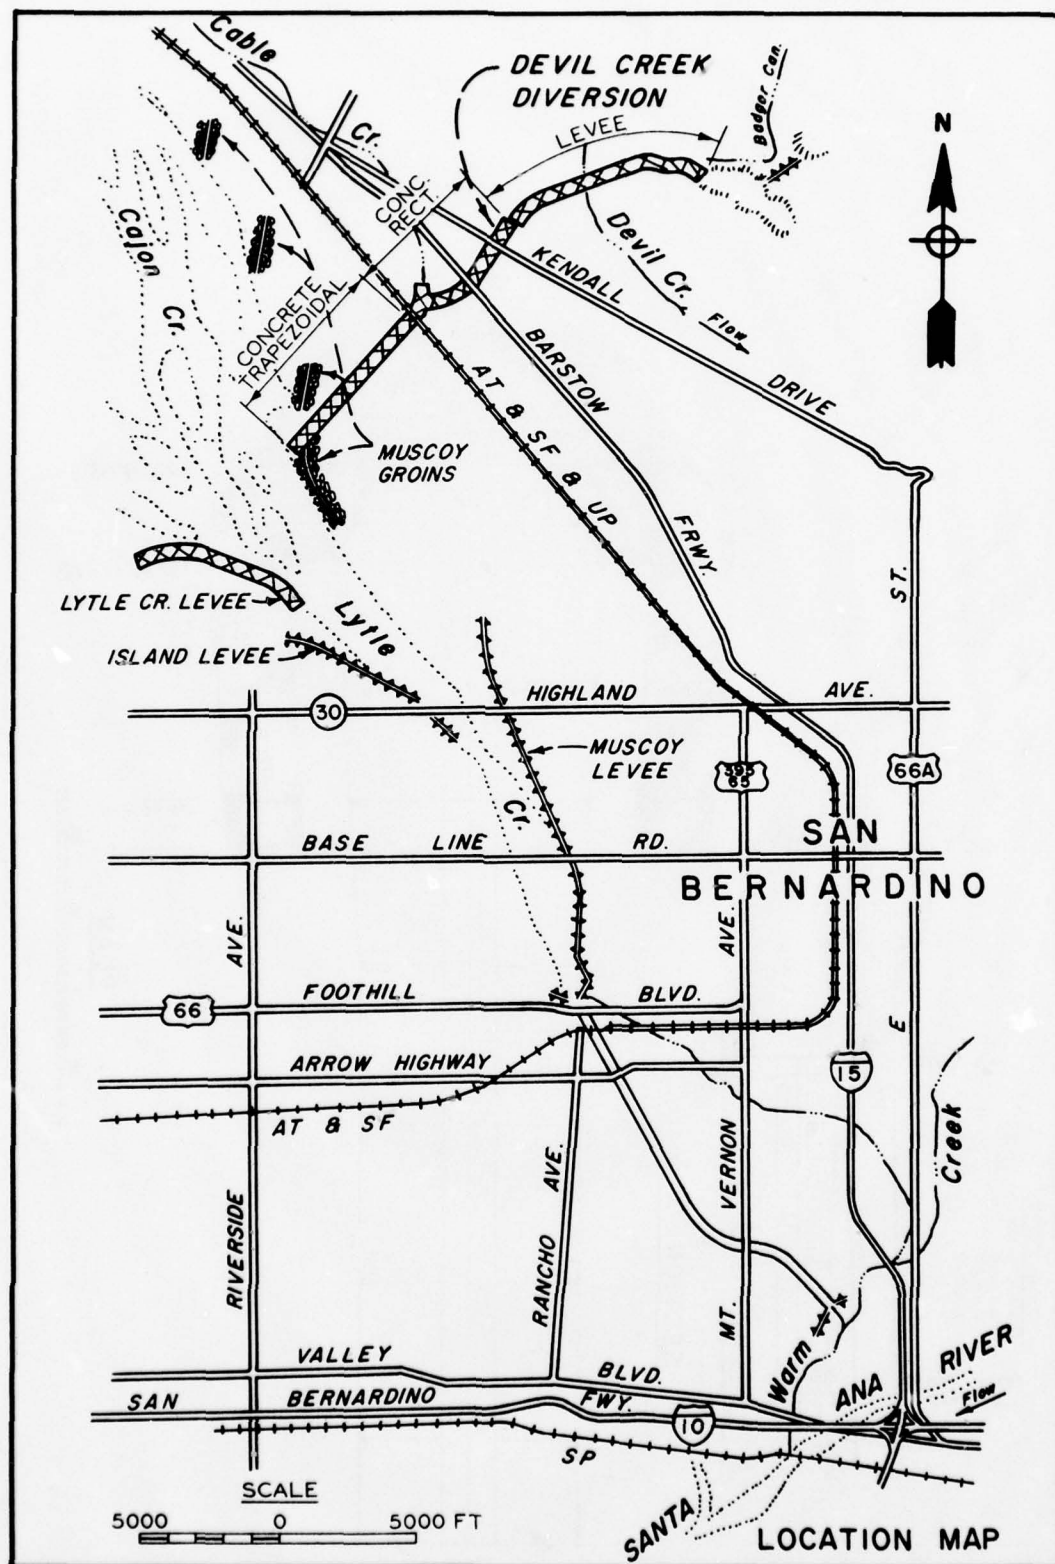 Cable
Cr.
DEVIL CREEK
DIVERSION
LEVEE
Badger Can.
N
CONC.
RECT.
Cajon
Cr.
CONCRETE
TRAPEZOIDAL
Devil Cr.
Flow
KENDALL
DRIVE
BARSTOW
FRWY.
AT & SF & UP
MUSCOY
GROINS
ST.
LYTLE CR. LEVEE
Lytle
Cr.
ISLAND LEVEE
HIGHLAND AVE.
30
MUSCOY
LEVEE
395
65
66A
SAN
BERNARDINO
BASE LINE RD.
AVE.
AVE.
66
FOOTHILL BLVD.
E
ARROW HIGHWAY
15
AT & SF
Creek
RIVERSIDE
RANCHO AVE.
MT. VERNON
Warm
VALLEY BLVD.
SAN BERNARDINO FWY.
10
SP
SANTA ANA RIVER
Flow
SCALE
5000 0 5000 FT
LOCATION MAP